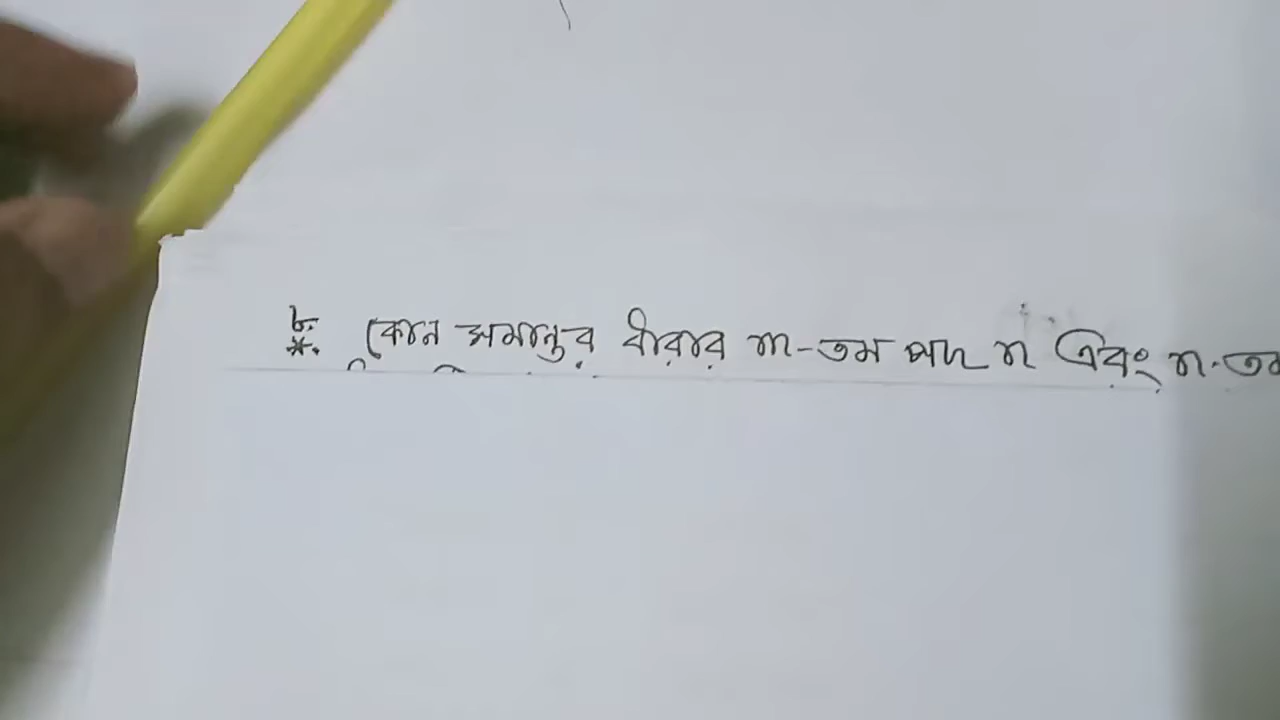 ৮. কোন সমান্তর ধারার m-তম পদ n এবং n-তম
*.